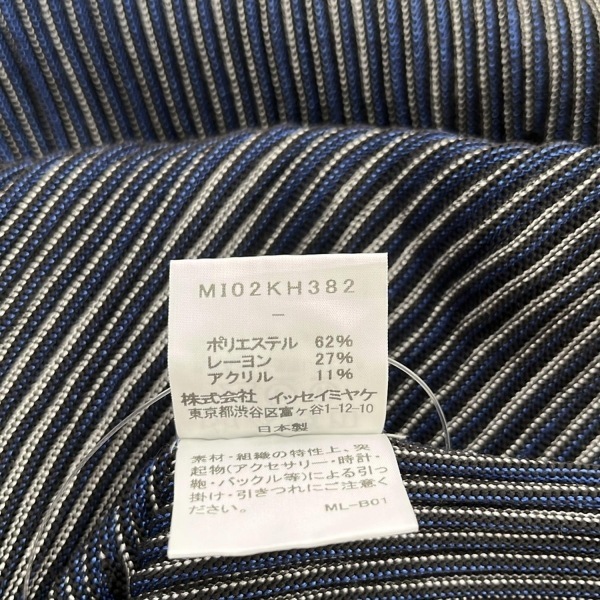 MI02KH382
–
ポリエステル 62%
レーヨン 27%
アクリル 11%
株式会社 イッセイミヤケ
東京都渋谷区富ヶ谷1-12-10
日本製
素材・組織の特性上、突
起物(アクセサリー・時計・
鞄・バックル等)による引っ
掛け・引きつれにご注意く
ださい。
ML-B01